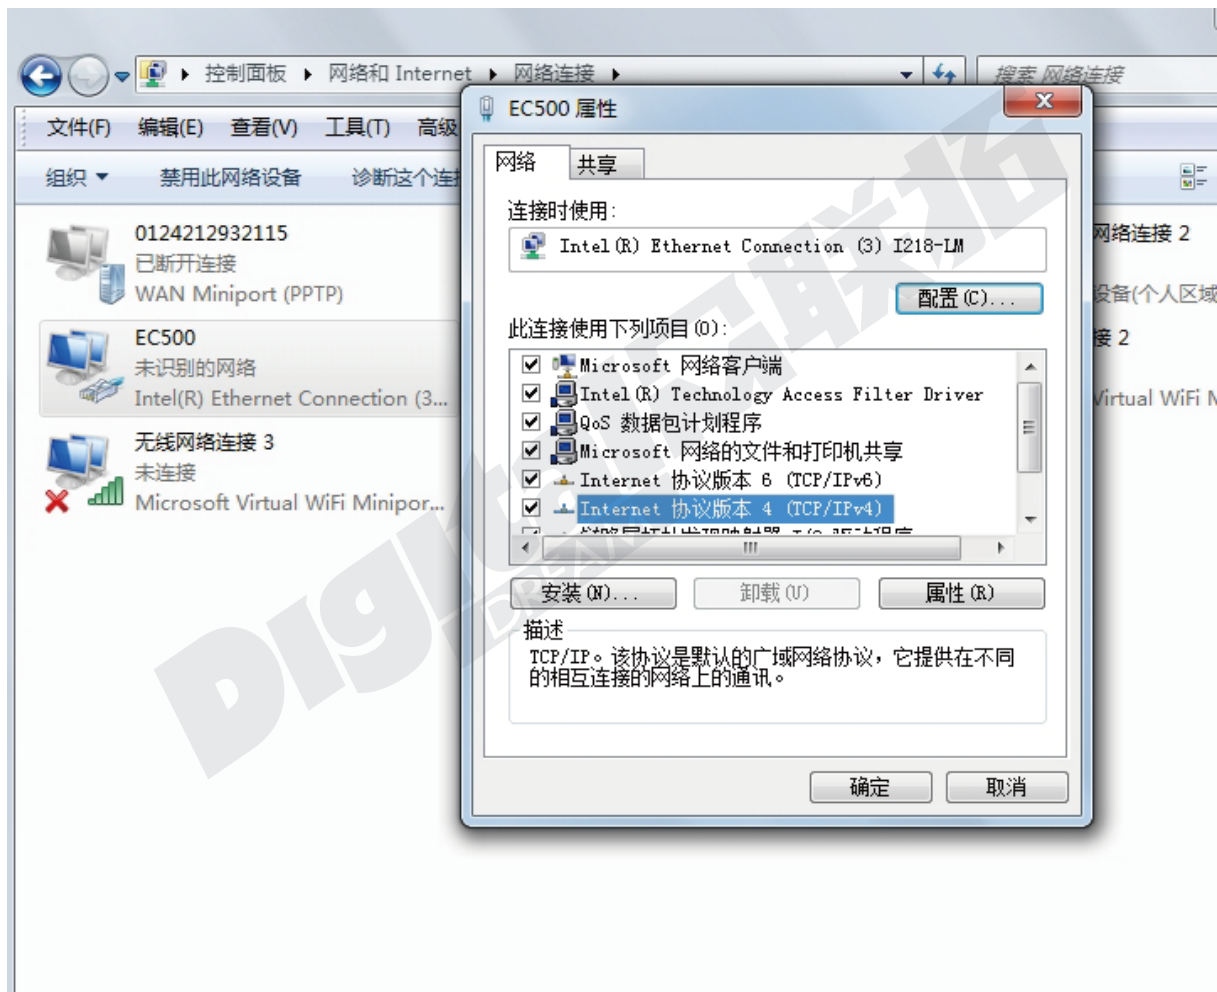 控制面板 网络和 Internet 网络连接
搜索 网络连接
文件(F) 编辑(E) 查看(V) 工具(T) 高级
组织 禁用此网络设备 诊断这个连
0124212932115
已断开连接
WAN Miniport (PPTP)
EC500
未识别的网络
Intel(R) Ethernet Connection (3...
无线网络连接 3
未连接
Microsoft Virtual WiFi Minipor...
EC500 属性
网络 共享
连接时使用:
Intel(R) Ethernet Connection (3) I218-LM
配置(C)...
此连接使用下列项目(O):
Microsoft 网络客户端
Intel(R) Technology Access Filter Driver
QoS 数据包计划程序
Microsoft 网络的文件和打印机共享
Internet 协议版本 6 (TCP/IPv6)
Internet 协议版本 4 (TCP/IPv4)
安装(N)... 卸载(U) 属性(R)
描述
TCP/IP。该协议是默认的广域网络协议，它提供在不同
的相互连接的网络上的通讯。
确定 取消
网络连接 2
设备(个人区域
接 2
Virtual WiFi M
Digital 联拓
DREAM